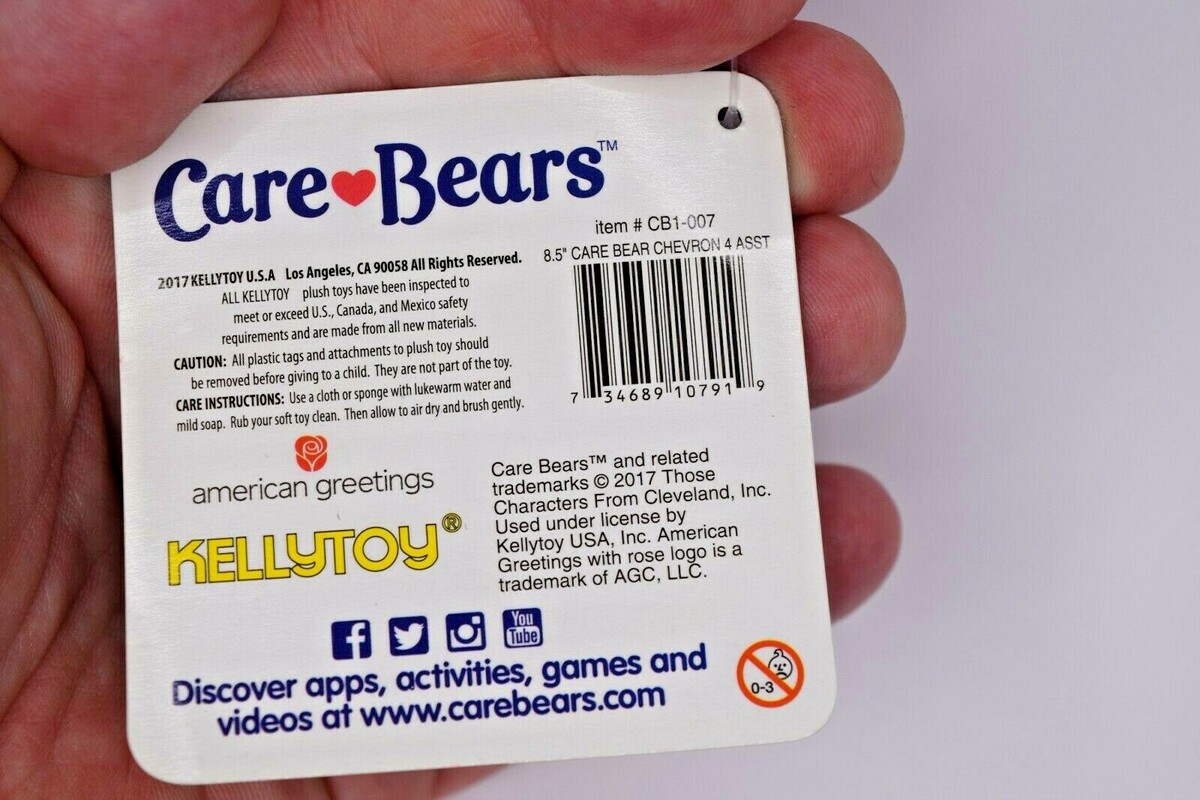 Care Bears™
item # CB1-007
8.5" CARE BEAR CHEVRON 4 ASST
7 34689 10791 9
2017 KELLYTOY U.S.A Los Angeles, CA 90058 All Rights Reserved.
ALL KELLYTOY plush toys have been inspected to
meet or exceed U.S., Canada, and Mexico safety
requirements and are made from all new materials.
CAUTION: All plastic tags and attachments to plush toy should
be removed before giving to a child. They are not part of the toy.
CARE INSTRUCTIONS: Use a cloth or sponge with lukewarm water and
mild soap. Rub your soft toy clean. Then allow to air dry and brush gently.
american greetings
KELLYTOY®
Care Bears™ and related
trademarks © 2017 Those
Characters From Cleveland, Inc.
Used under license by
Kellytoy USA, Inc. American
Greetings with rose logo is a
trademark of AGC, LLC.
f
You
Tube
Discover apps, activities, games and
videos at www.carebears.com
0-3